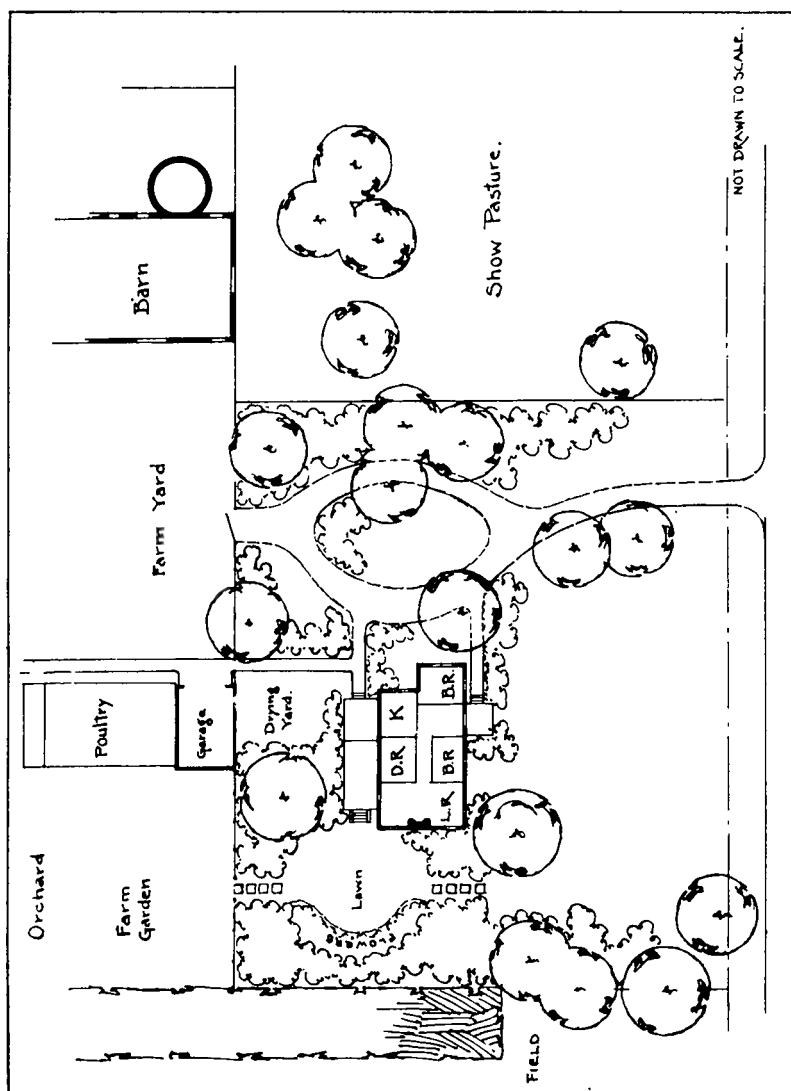 Orchard
Farm
Garden
Poultry
Garage
Farm Yard
Barn
Drying
Yard.
Lawn
FLOWERS
D.R
K
L.R
B.R
B.R.
Show Pasture.
FIELD
NOT DRAWN TO SCALE.